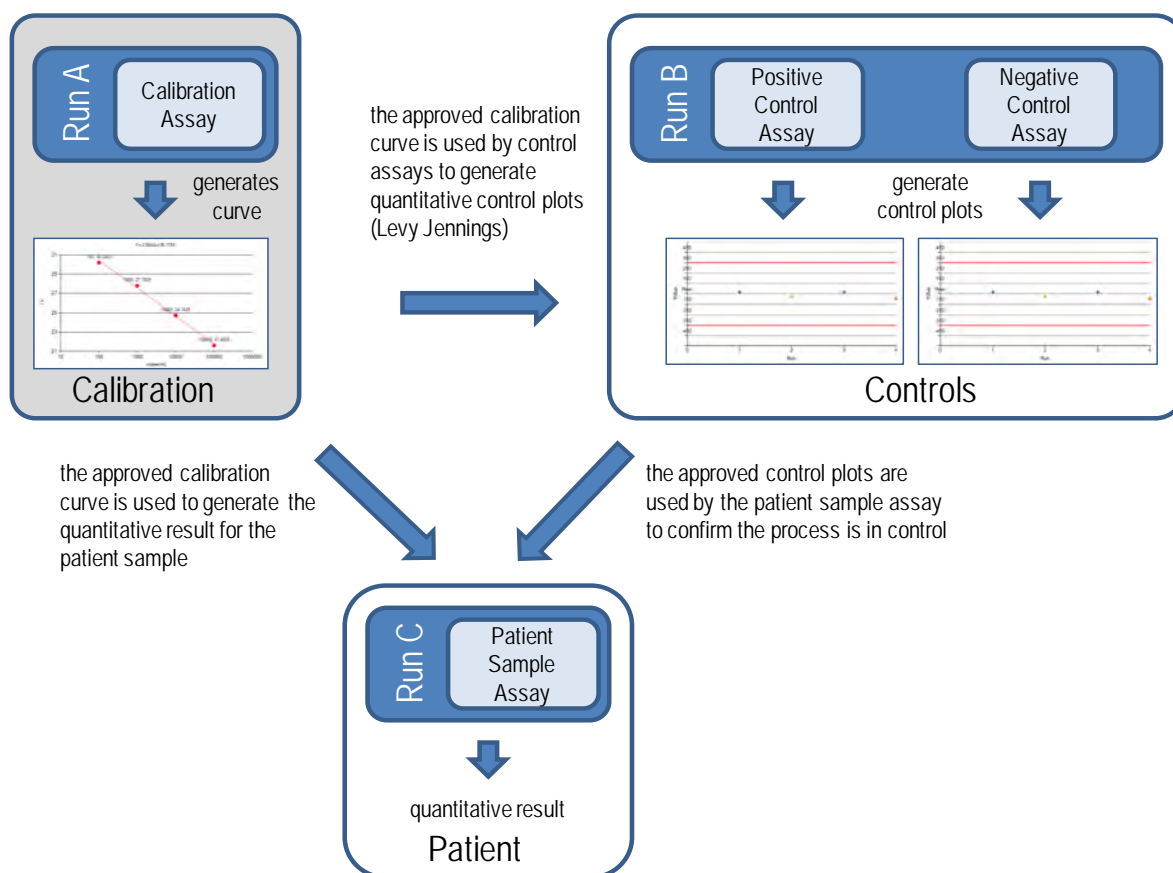 Run A
Calibration
Assay
generates
curve
Calibration
the approved calibration
curve is used by control
assays to generate
quantitative control plots
(Levy Jennings)
Run B
Positive
Control
Assay
Negative
Control
Assay
generate
control plots
Controls
the approved calibration
curve is used to generate the
quantitative result for the
patient sample
the approved control plots are
used by the patient sample assay
to confirm the process is in control
Run C
Patient
Sample
Assay
quantitative result
Patient